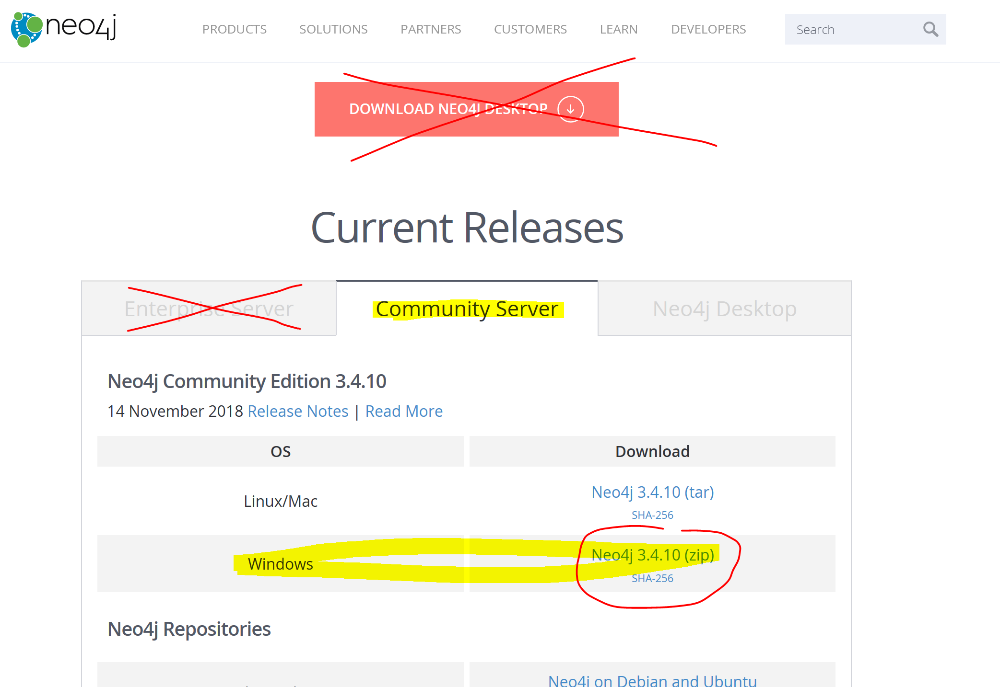 neo4j
PRODUCTS SOLUTIONS PARTNERS CUSTOMERS LEARN DEVELOPERS Search
DOWNLOAD NEO4J DESKTOP
Current Releases
Enterprise Server Community Server Neo4j Desktop
Neo4j Community Edition 3.4.10
14 November 2018 Release Notes | Read More
OS Download
Linux/Mac Neo4j 3.4.10 (tar)
SHA-256
Windows Neo4j 3.4.10 (zip)
SHA-256
Neo4j Repositories
Neo4j on Debian and Ubuntu